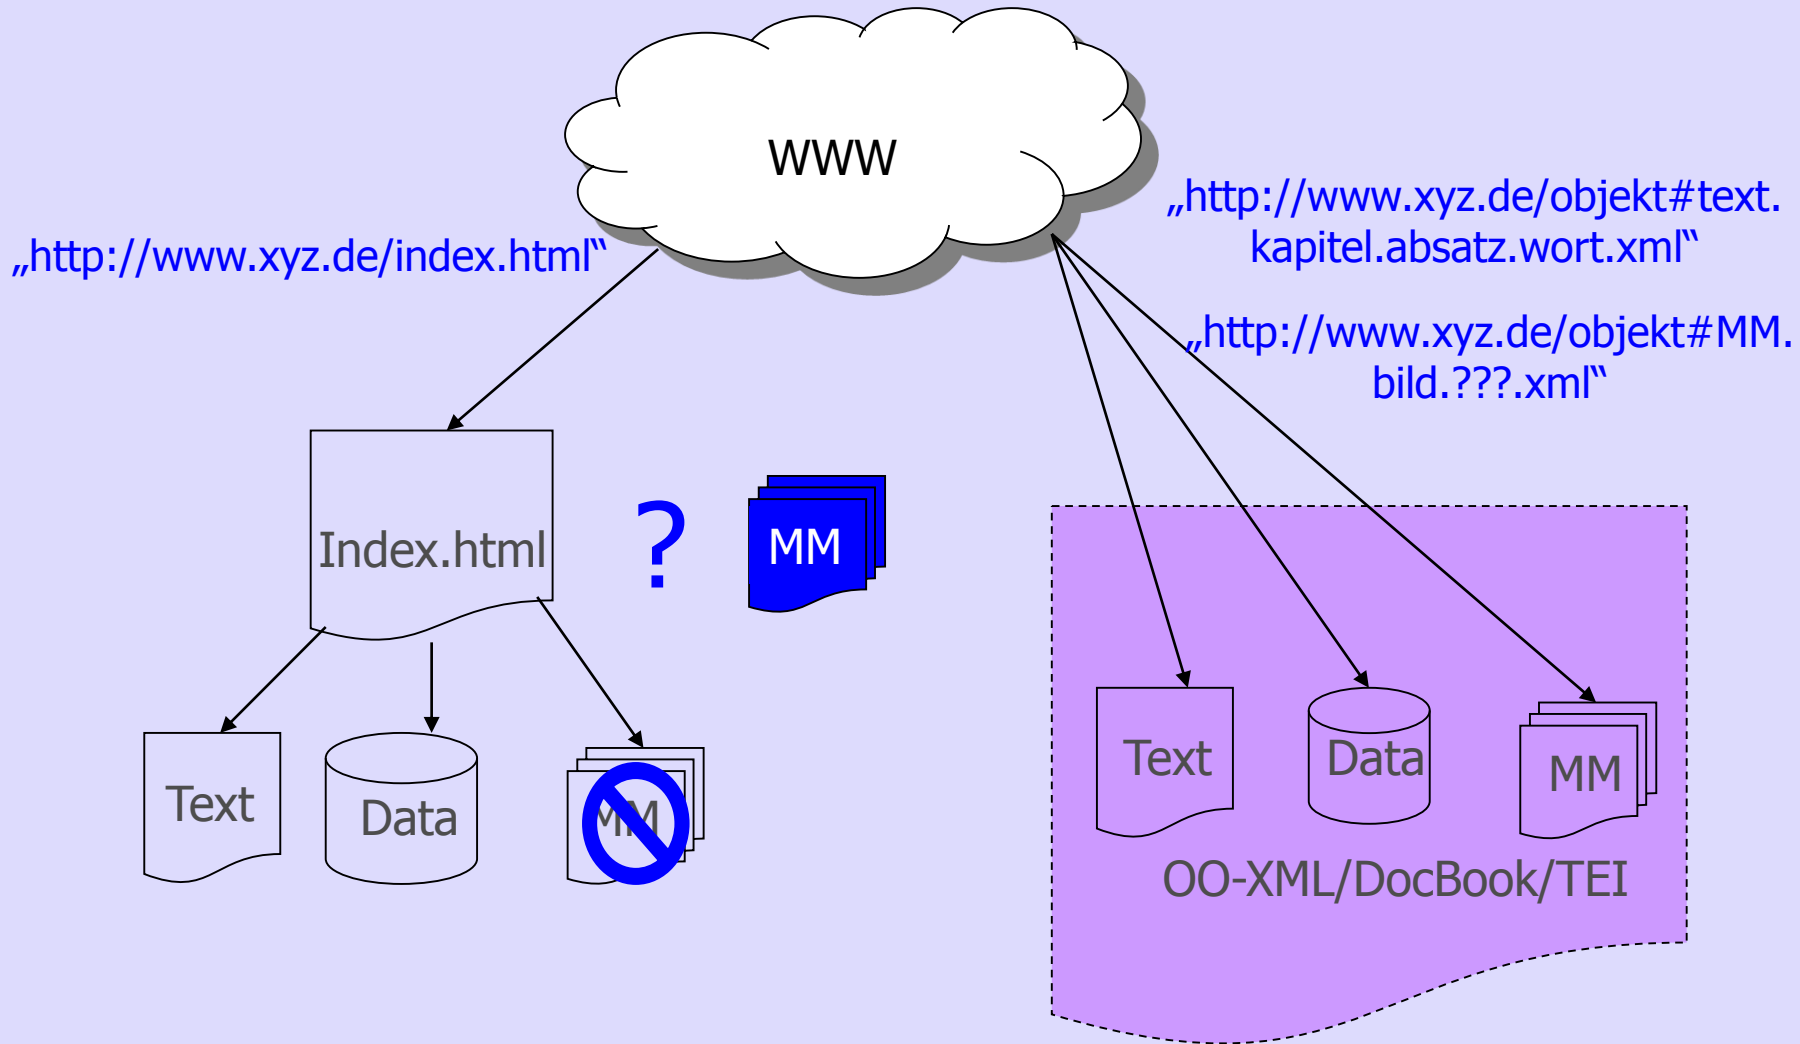 WWW
„http://www.xyz.de/index.html“
„http://www.xyz.de/objekt#text.
kapitel.absatz.wort.xml“
„http://www.xyz.de/objekt#MM.
bild.???.xml“
Index.html
?
MM
Text
Data
MM
Text
Data
MM
OO-XML/DocBook/TEI